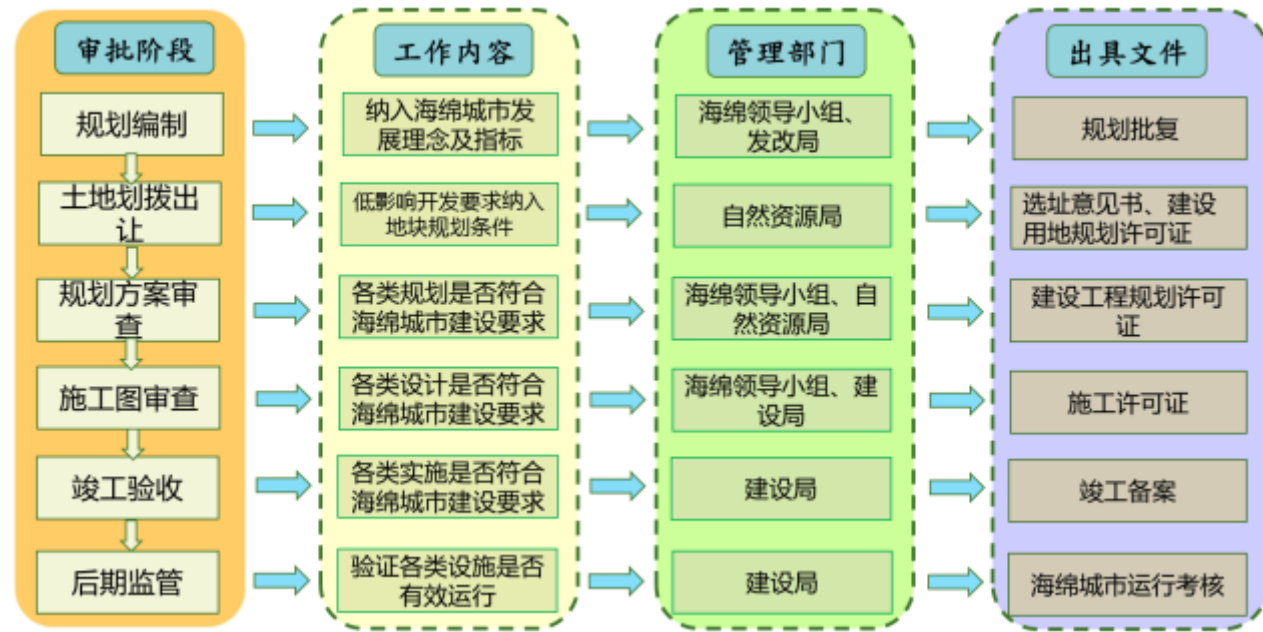 审批阶段
工作内容
管理部门
出具文件
规划编制
纳入海绵城市发
展理念及指标
海绵领导小组、
发改局
规划批复
土地划拨出
让
低影响开发要求纳入
地块规划条件
自然资源局
选址意见书、建设
用地规划许可证
规划方案审
查
各类规划是否符合
海绵城市建设要求
海绵领导小组、自
然资源局
建设工程规划许可
证
施工图审查
各类设计是否符合
海绵城市建设要求
海绵领导小组、建
设局
施工许可证
竣工验收
各类实施是否符合
海绵城市建设要求
建设局
竣工备案
后期监管
验证各类设施是否
有效运行
建设局
海绵城市运行考核